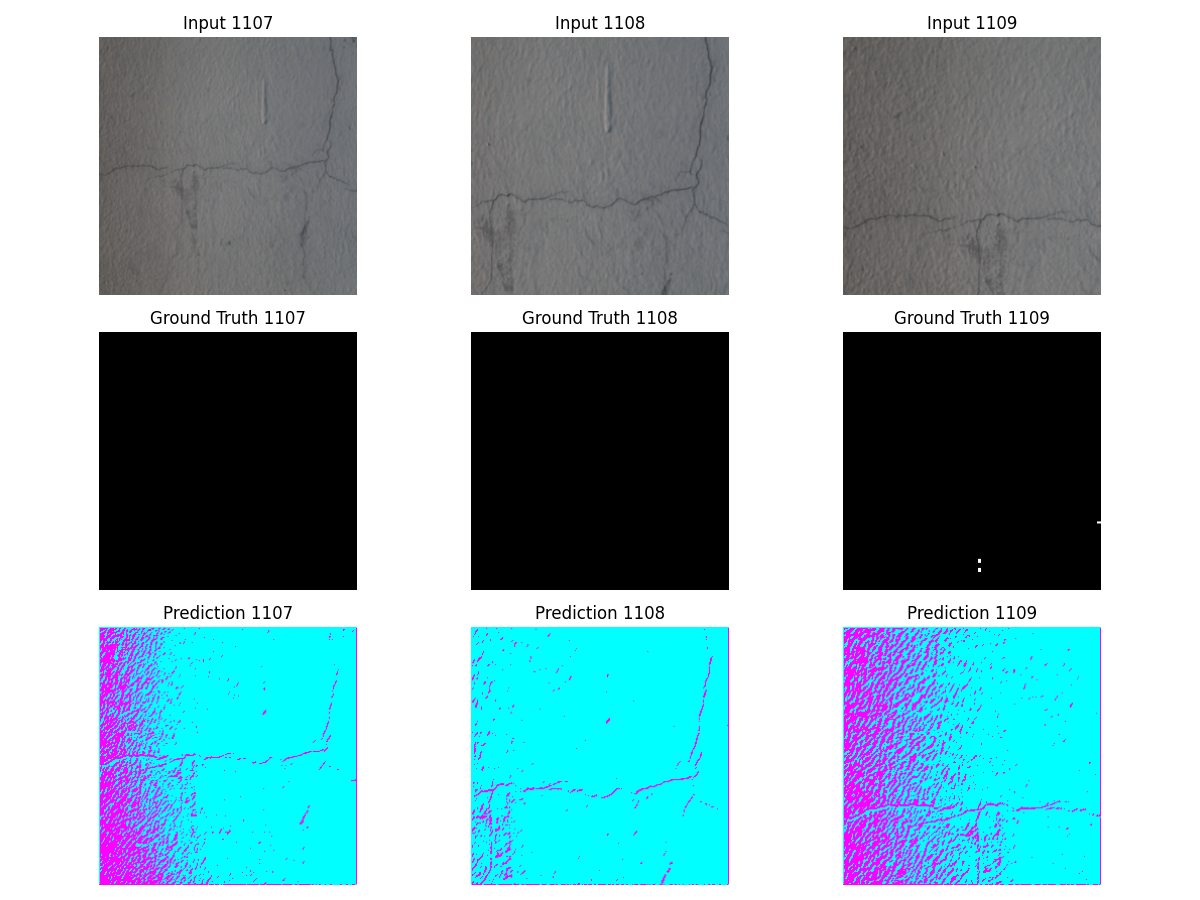 Input 1107
Input 1108
Input 1109
Ground Truth 1107
Ground Truth 1108
Ground Truth 1109
Prediction 1107
Prediction 1108
Prediction 1109